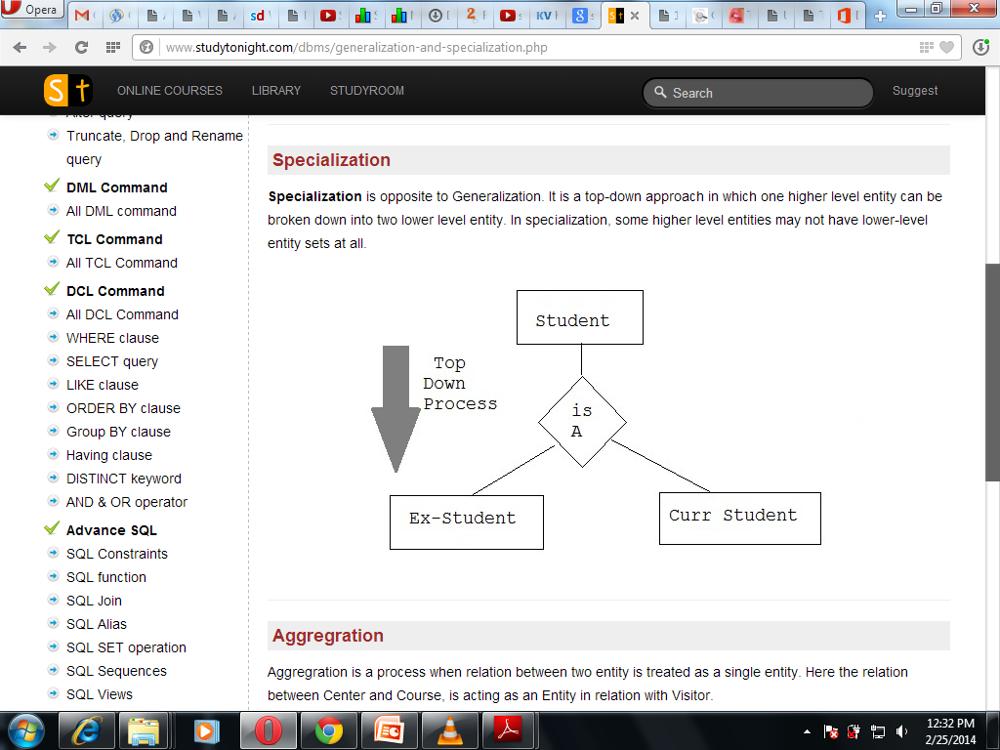 Opera
sd
KV
www.studytonight.com/dbms/generalization-and-specialization.php
St
ONLINE COURSES
LIBRARY
STUDYROOM
Search
Suggest
Alter query
Truncate, Drop and Rename
query
DML Command
All DML command
TCL Command
All TCL Command
DCL Command
All DCL Command
WHERE clause
SELECT query
LIKE clause
ORDER BY clause
Group BY clause
Having clause
DISTINCT keyword
AND & OR operator
Advance SQL
SQL Constraints
SQL function
SQL Join
SQL Alias
SQL SET operation
SQL Sequences
SQL Views
Specialization
Specialization is opposite to Generalization. It is a top-down approach in which one higher level entity can be
broken down into two lower level entity. In specialization, some higher level entities may not have lower-level
entity sets at all.
Student
Top
Down
Process
is
A
Ex-Student
Curr Student
Aggregration
Aggregration is a process when relation between two entity is treated as a single entity. Here the relation
between Center and Course, is acting as an Entity in relation with Visitor.
12:32 PM
2/25/2014